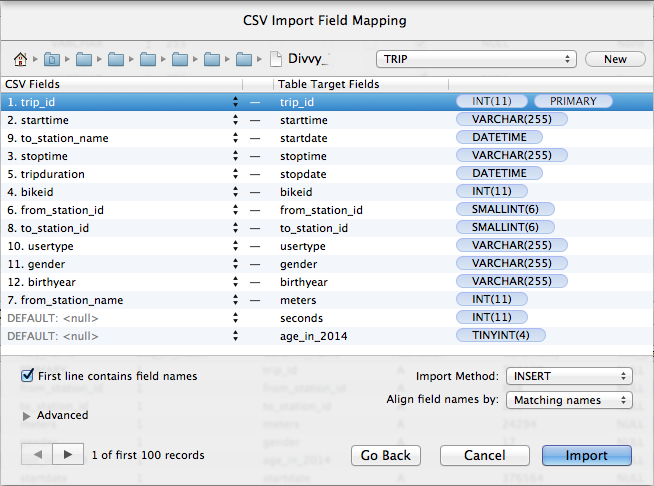 CSV Import Field Mapping
Divvy_ TRIP New
CSV Fields Table Target Fields
1. trip_id — trip_id INT(11) PRIMARY
2. starttime — starttime VARCHAR(255)
9. to_station_name — startdate DATETIME
3. stoptime — stoptime VARCHAR(255)
5. tripduration — stopdate DATETIME
4. bikeid — bikeid INT(11)
6. from_station_id — from_station_id SMALLINT(6)
8. to_station_id — to_station_id SMALLINT(6)
10. usertype — usertype VARCHAR(255)
11. gender — gender VARCHAR(255)
12. birthyear — birthyear VARCHAR(255)
7. from_station_name — meters INT(11)
DEFAULT: <null> seconds INT(11)
DEFAULT: <null> age_in_2014 TINYINT(4)
First line contains field names Import Method: INSERT
Align field names by: Matching names
Advanced
1 of first 100 records Go Back Cancel Import